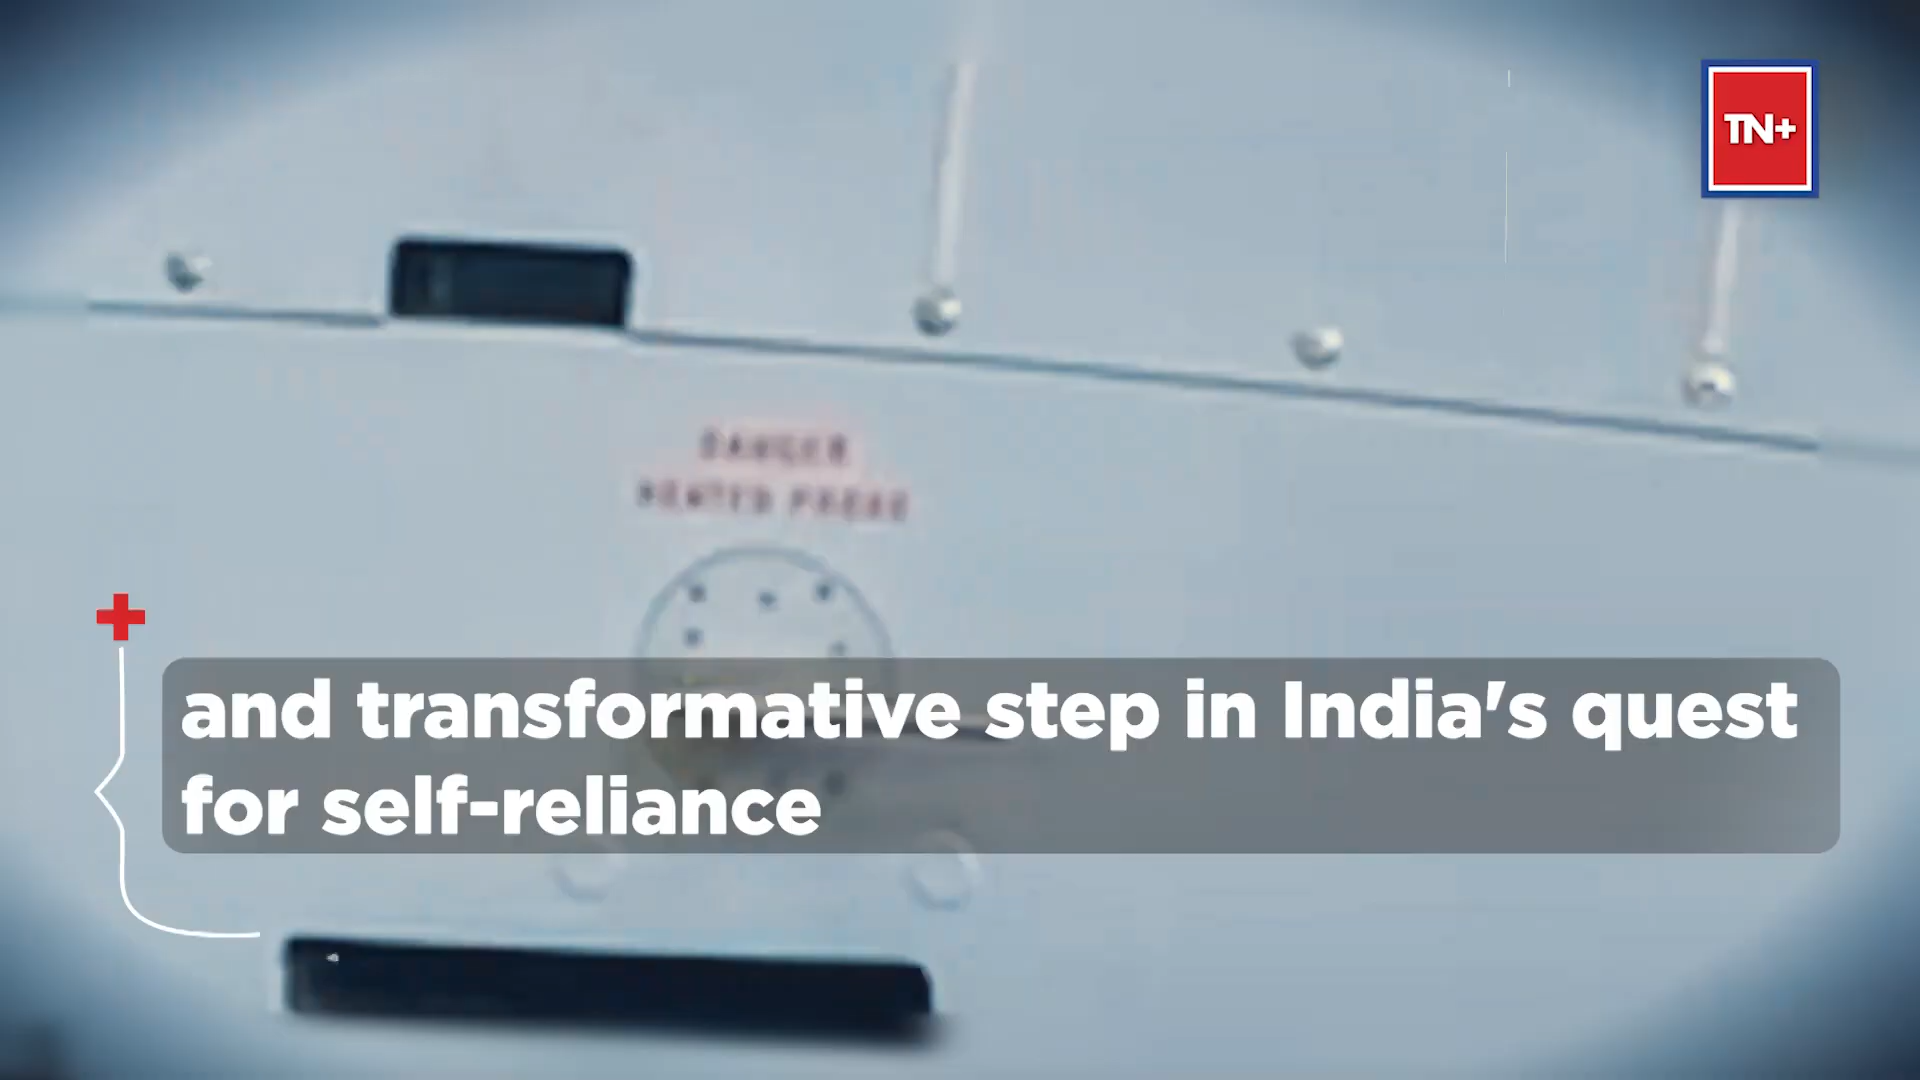 TN+
DANGER
HEATED PROBE
and transformative step in India's quest
for self-reliance